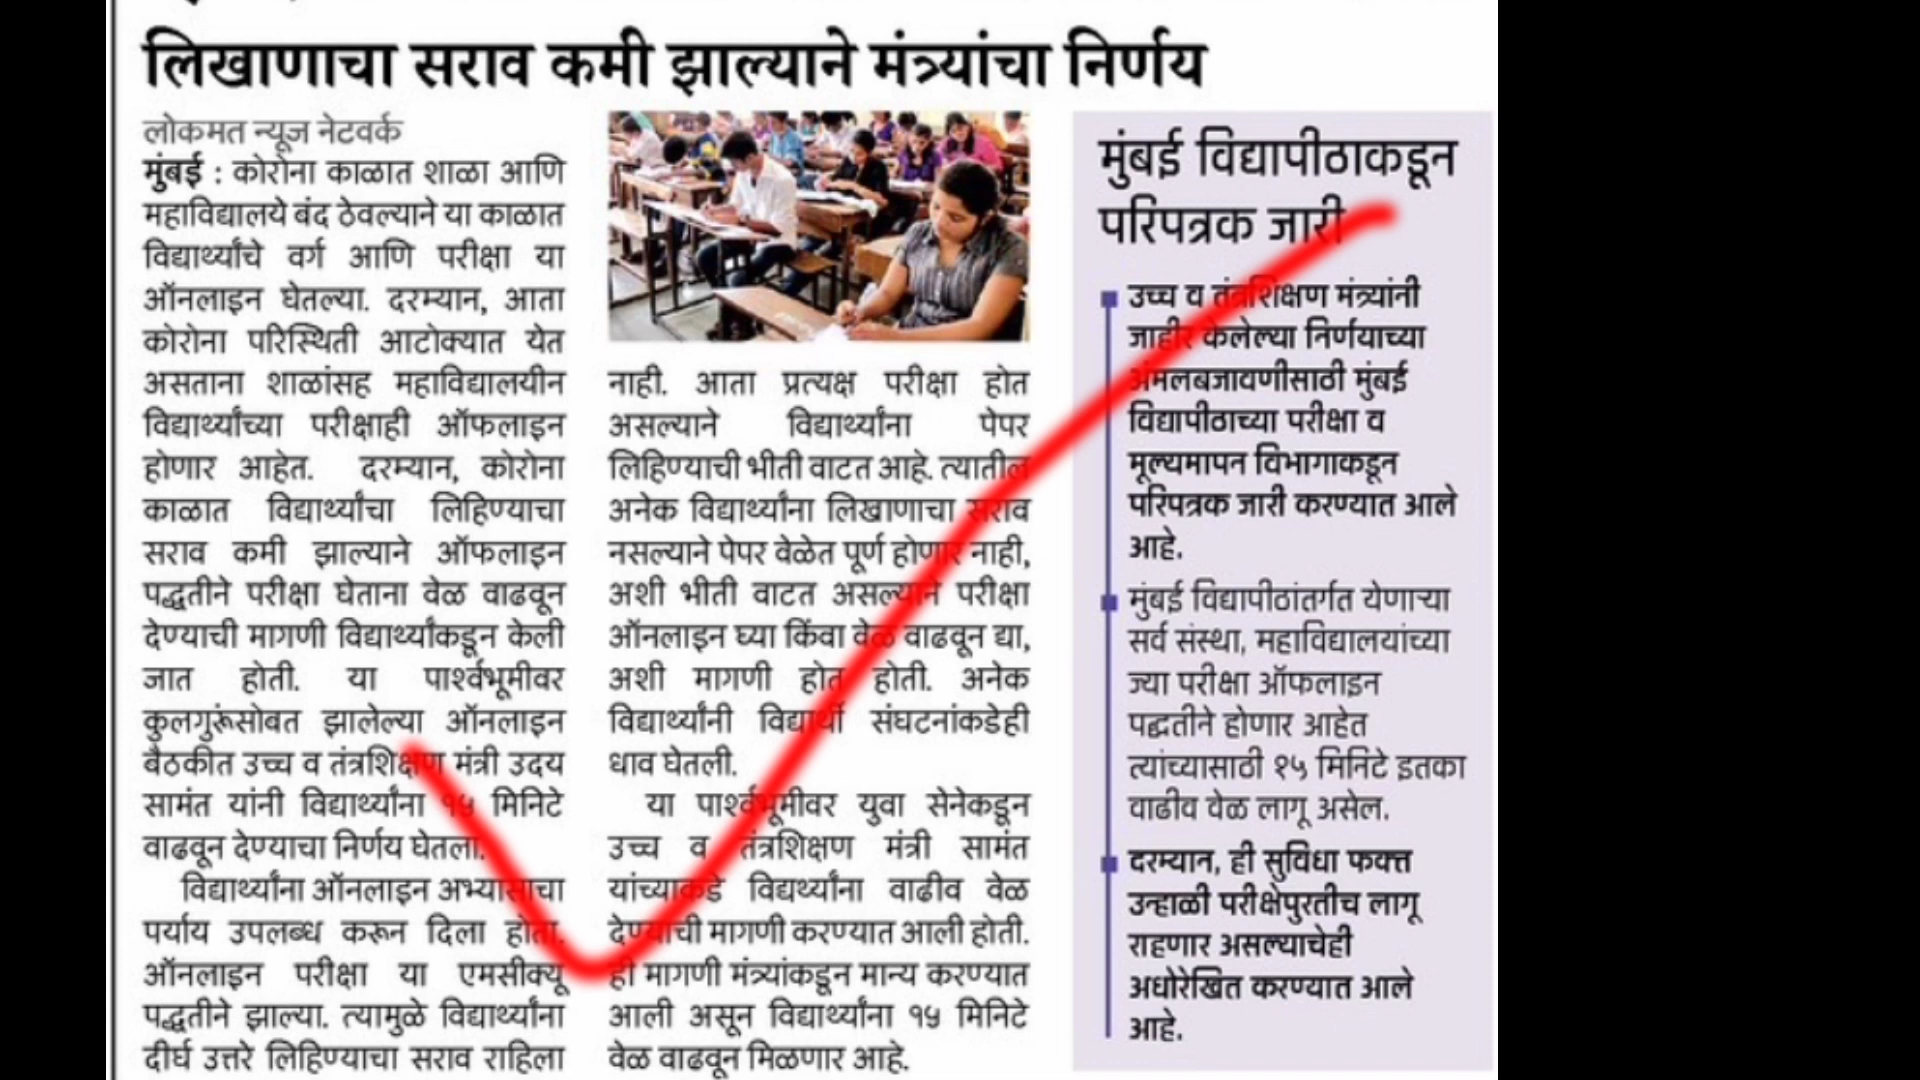 लिखाणाचा सराव कमी झाल्याने मंत्र्यांचा निर्णय
लोकमत न्यूज नेटवर्क
मुंबई : कोरोना काळात शाळा आणि
महाविद्यालये बंद ठेवल्याने या काळात
विद्यार्थ्यांचे वर्ग आणि परीक्षा या
ऑनलाइन घेतल्या. दरम्यान, आता
कोरोना परिस्थिती आटोक्यात येत
असताना शाळांसह महाविद्यालयीन
विद्यार्थ्यांच्या परीक्षाही ऑफलाइन
होणार आहेत. दरम्यान, कोरोना
काळात विद्यार्थ्यांचा लिहिण्याचा
सराव कमी झाल्याने ऑफलाइन
पद्धतीने परीक्षा घेताना वेळ वाढवून
देण्याची मागणी विद्यार्थ्यांकडून केली
जात होती. या पार्श्वभूमीवर
कुलगुरूंसोबत झालेल्या ऑनलाइन
बैठकीत उच्च व तंत्रशिक्षण मंत्री उदय
सामंत यांनी विद्यार्थ्यांना १५ मिनिटे
वाढवून देण्याचा निर्णय घेतला.
विद्यार्थ्यांना ऑनलाइन अभ्यासाचा
पर्याय उपलब्ध करून दिला होता.
ऑनलाइन परीक्षा या एमसीक्यू
पद्धतीने झाल्या. त्यामुळे विद्यार्थ्यांना
दीर्घ उत्तरे लिहिण्याचा सराव राहिला
नाही. आता प्रत्यक्ष परीक्षा होत
असल्याने विद्यार्थ्यांना पेपर
लिहिण्याची भीती वाटत आहे. त्यातील
अनेक विद्यार्थ्यांना लिखाणाचा सराव
नसल्याने पेपर वेळेत पूर्ण होणार नाही,
अशी भीती वाटत असल्याने परीक्षा
ऑनलाइन घ्या किंवा वेळ वाढवून द्या,
अशी मागणी होत होती. अनेक
विद्यार्थ्यांनी विद्यार्थी संघटनांकडेही
धाव घेतली.
या पार्श्वभूमीवर युवा सेनेकडून
उच्च व तंत्रशिक्षण मंत्री सामंत
यांच्याकडे विद्यर्थ्यांना वाढीव वेळ
देण्याची मागणी करण्यात आली होती.
ही मागणी मंत्र्यांकडून मान्य करण्यात
आली असून विद्यार्थ्यांना १५ मिनिटे
वेळ वाढवून मिळणार आहे.
मुंबई विद्यापीठाकडून
परिपत्रक जारी
उच्च व तंत्रशिक्षण मंत्र्यांनी
जाहीर केलेल्या निर्णयाच्या
अंमलबजावणीसाठी मुंबई
विद्यापीठाच्या परीक्षा व
मूल्यमापन विभागाकडून
परिपत्रक जारी करण्यात आले
आहे.
मुंबई विद्यापीठांतर्गत येणाऱ्या
सर्व संस्था, महाविद्यालयांच्या
ज्या परीक्षा ऑफलाइन
पद्धतीने होणार आहेत
त्यांच्यासाठी १५ मिनिटे इतका
वाढीव वेळ लागू असेल.
दरम्यान, ही सुविधा फक्त
उन्हाळी परीक्षेपुरतीच लागू
राहणार असल्याचेही
अधोरेखित करण्यात आले
आहे.